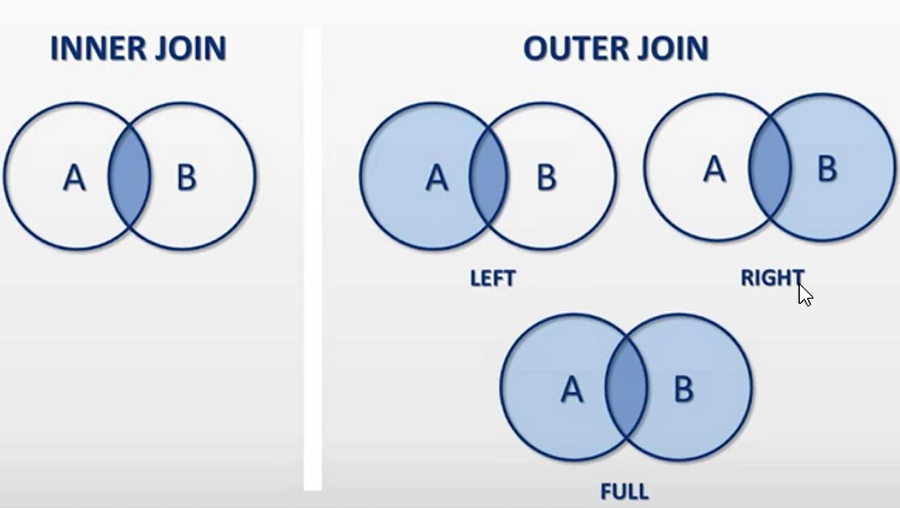 INNER JOIN
A B
OUTER JOIN
A B
LEFT
A B
RIGHT
A B
FULL